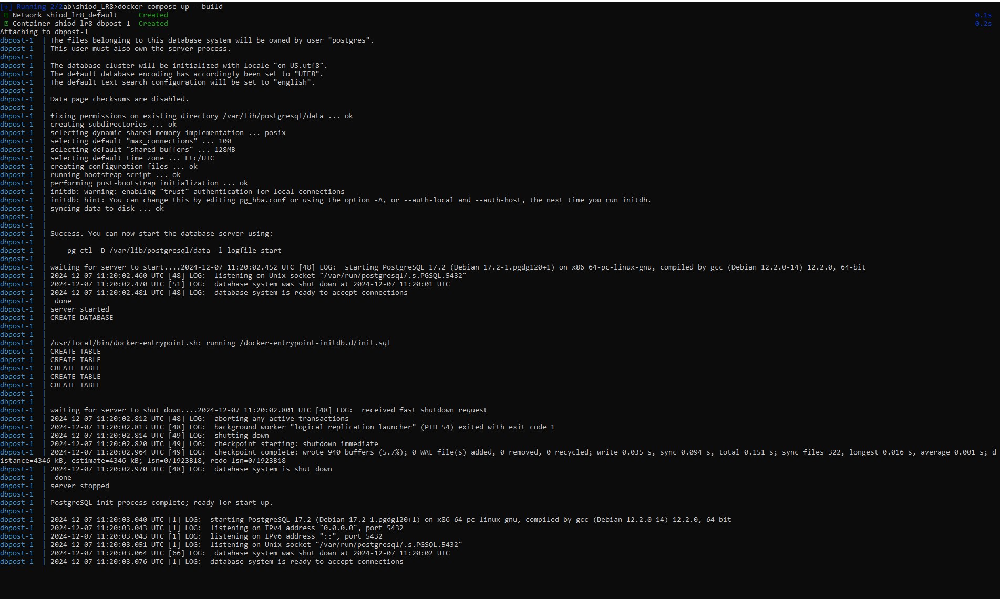 [+] Running 2/2ab\shiod_LR8>docker-compose up --build
Network shiod_lr8_default     Created     0.1s
Container shiod_lr8-dbpost-1  Created     0.2s
Attaching to dbpost-1
dbpost-1  | The files belonging to this database system will be owned by user "postgres".
dbpost-1  | This user must also own the server process.
dbpost-1  |
dbpost-1  | The database cluster will be initialized with locale "en_US.utf8".
dbpost-1  | The default database encoding has accordingly been set to "UTF8".
dbpost-1  | The default text search configuration will be set to "english".
dbpost-1  |
dbpost-1  | Data page checksums are disabled.
dbpost-1  |
dbpost-1  | fixing permissions on existing directory /var/lib/postgresql/data ... ok
dbpost-1  | creating subdirectories ... ok
dbpost-1  | selecting dynamic shared memory implementation ... posix
dbpost-1  | selecting default "max_connections" ... 100
dbpost-1  | selecting default "shared_buffers" ... 128MB
dbpost-1  | selecting default time zone ... Etc/UTC
dbpost-1  | creating configuration files ... ok
dbpost-1  | running bootstrap script ... ok
dbpost-1  | performing post-bootstrap initialization ... ok
dbpost-1  | initdb: warning: enabling "trust" authentication for local connections
dbpost-1  | initdb: hint: You can change this by editing pg_hba.conf or using the option -A, or --auth-local and --auth-host, the next time you run initdb.
dbpost-1  | syncing data to disk ... ok
dbpost-1  |
dbpost-1  |
dbpost-1  | Success. You can now start the database server using:
dbpost-1  |
dbpost-1  |     pg_ctl -D /var/lib/postgresql/data -l logfile start
dbpost-1  |
dbpost-1  | waiting for server to start....2024-12-07 11:20:02.452 UTC [48] LOG:  starting PostgreSQL 17.2 (Debian 17.2-1.pgdg120+1) on x86_64-pc-linux-gnu, compiled by gcc (Debian 12.2.0-14) 12.2.0, 64-bit
dbpost-1  | 2024-12-07 11:20:02.460 UTC [48] LOG:  listening on Unix socket "/var/run/postgresql/.s.PGSQL.5432"
dbpost-1  | 2024-12-07 11:20:02.470 UTC [51] LOG:  database system was shut down at 2024-12-07 11:20:01 UTC
dbpost-1  | 2024-12-07 11:20:02.481 UTC [48] LOG:  database system is ready to accept connections
dbpost-1  |  done
dbpost-1  | server started
dbpost-1  | CREATE DATABASE
dbpost-1  |
dbpost-1  |
dbpost-1  | /usr/local/bin/docker-entrypoint.sh: running /docker-entrypoint-initdb.d/init.sql
dbpost-1  | CREATE TABLE
dbpost-1  | CREATE TABLE
dbpost-1  | CREATE TABLE
dbpost-1  | CREATE TABLE
dbpost-1  | CREATE TABLE
dbpost-1  |
dbpost-1  |
dbpost-1  | waiting for server to shut down....2024-12-07 11:20:02.801 UTC [48] LOG:  received fast shutdown request
dbpost-1  | 2024-12-07 11:20:02.812 UTC [48] LOG:  aborting any active transactions
dbpost-1  | 2024-12-07 11:20:02.813 UTC [48] LOG:  background worker "logical replication launcher" (PID 54) exited with exit code 1
dbpost-1  | 2024-12-07 11:20:02.814 UTC [49] LOG:  shutting down
dbpost-1  | 2024-12-07 11:20:02.820 UTC [49] LOG:  checkpoint starting: shutdown immediate
dbpost-1  | 2024-12-07 11:20:02.964 UTC [49] LOG:  checkpoint complete: wrote 940 buffers (5.7%); 0 WAL file(s) added, 0 removed, 0 recycled; write=0.035 s, sync=0.094 s, total=0.151 s; sync files=322, longest=0.016 s, average=0.001 s; d
istance=4346 kB, estimate=4346 kB; lsn=0/1923B18, redo lsn=0/1923B18
dbpost-1  | 2024-12-07 11:20:02.970 UTC [48] LOG:  database system is shut down
dbpost-1  |  done
dbpost-1  | server stopped
dbpost-1  |
dbpost-1  | PostgreSQL init process complete; ready for start up.
dbpost-1  |
dbpost-1  | 2024-12-07 11:20:03.040 UTC [1] LOG:  starting PostgreSQL 17.2 (Debian 17.2-1.pgdg120+1) on x86_64-pc-linux-gnu, compiled by gcc (Debian 12.2.0-14) 12.2.0, 64-bit
dbpost-1  | 2024-12-07 11:20:03.043 UTC [1] LOG:  listening on IPv4 address "0.0.0.0", port 5432
dbpost-1  | 2024-12-07 11:20:03.043 UTC [1] LOG:  listening on IPv6 address "::", port 5432
dbpost-1  | 2024-12-07 11:20:03.051 UTC [1] LOG:  listening on Unix socket "/var/run/postgresql/.s.PGSQL.5432"
dbpost-1  | 2024-12-07 11:20:03.064 UTC [66] LOG:  database system was shut down at 2024-12-07 11:20:02 UTC
dbpost-1  | 2024-12-07 11:20:03.076 UTC [1] LOG:  database system is ready to accept connections